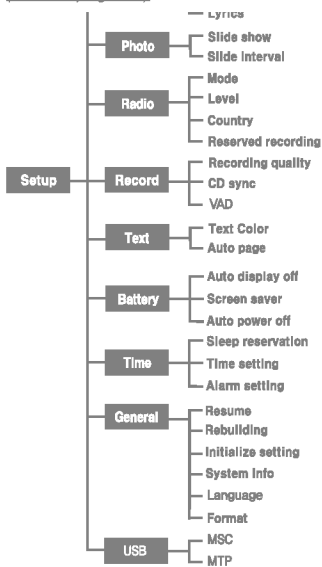 Lyrics
Photo
Slide show
Slide interval
Radio
Mode
Level
Country
Reserved recording
Setup
Record
Recording quality
CD sync
VAD
Text
Text Color
Auto page
Battery
Auto display off
Screen saver
Auto power off
Time
Sleep reservation
Time setting
Alarm setting
General
Resume
Rebuilding
Initialize setting
System Info
Language
Format
USB
MSC
MTP